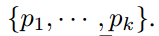 {p₁, ⋯ , pₖ}.